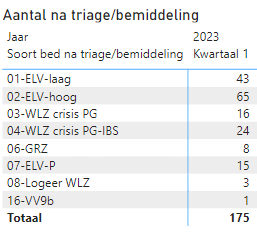 Aantal na triage/bemiddeling
Jaar 2023
Soort bed na triage/bemiddeling Kwartaal 1
01-ELV-laag 43
02-ELV-hoog 65
03-WLZ crisis PG 16
04-WLZ crisis PG-IBS 24
06-GRZ 8
07-ELV-P 15
08-Logeer WLZ 3
16-VV9b 1
Totaal 175